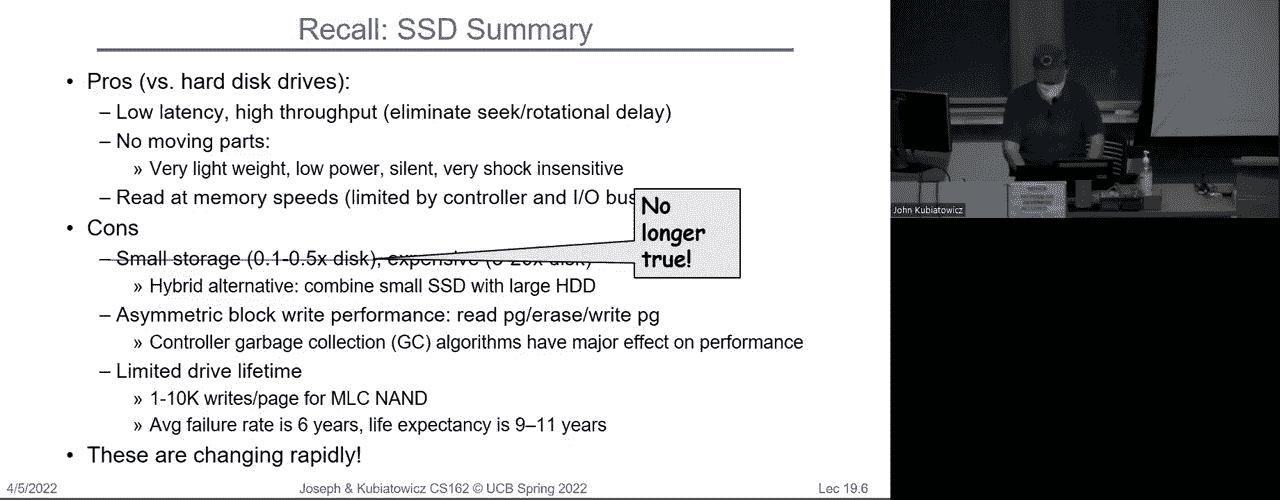 Recall: SSD Summary
• Pros (vs. hard disk drives):
– Low latency, high throughput (eliminate seek/rotational delay)
– No moving parts:
» Very light weight, low power, silent, very shock insensitive
– Read at memory speeds (limited by controller and I/O bus
No
longer
true!
• Cons
– Small storage (0.1-0.5x disk), expensive
» Hybrid alternative: combine small SSD with large HDD
– Asymmetric block write performance: read pg/erase/write pg
» Controller garbage collection (GC) algorithms have major effect on performance
– Limited drive lifetime
» 1-10K writes/page for MLC NAND
» Avg failure rate is 6 years, life expectancy is 9–11 years
• These are changing rapidly!
4/5/2022
Joseph & Kubiatowicz CS162 © UCB Spring 2022
Lec 19.6
John Kubiatowicz